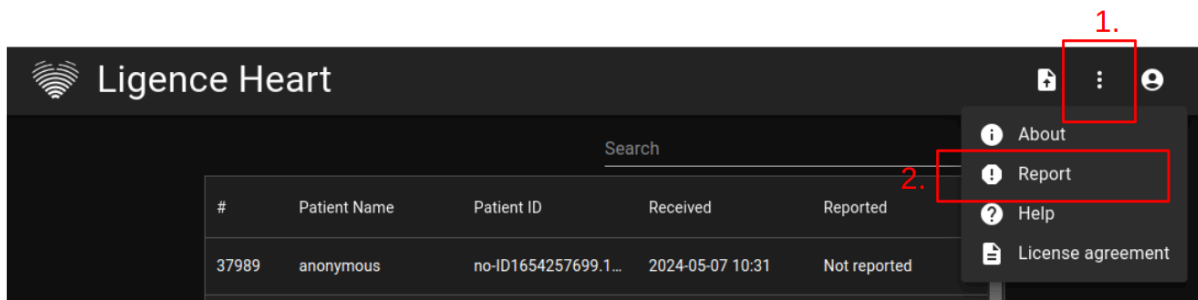 1.
Ligence Heart
About
Search
2.
Report
# Patient Name Patient ID Received Reported
Help
37989 anonymous no-ID1654257699.1... 2024-05-07 10:31 Not reported
License agreement